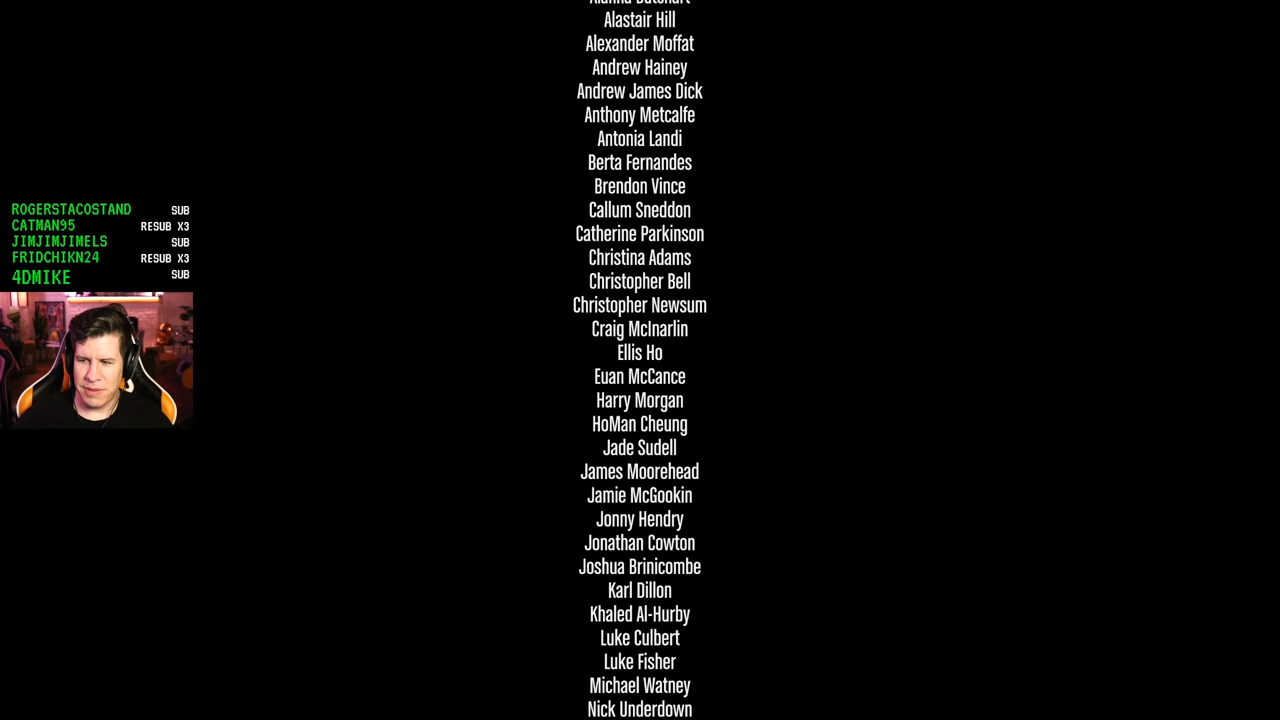 Alastair Hill
Alexander Moffat
Andrew Hainey
Andrew James Dick
Anthony Metcalfe
Antonia Landi
Berta Fernandes
Brendon Vince
Callum Sneddon
Catherine Parkinson
Christina Adams
Christopher Bell
Christopher Newsum
Craig McInarlin
Ellis Ho
Euan McCance
Harry Morgan
HoMan Cheung
Jade Sudell
James Moorehead
Jamie McGookin
Jonny Hendry
Jonathan Cowton
Joshua Brinicombe
Karl Dillon
Khaled Al-Hurby
Luke Culbert
Luke Fisher
Michael Watney
Nick Underdown
ROGERSTACOSTAND SUB
CATMAN95 RESUB X3
JIMJIMJIMELS SUB
FRIDCHIKN24 RESUB X3
4DMIKE SUB